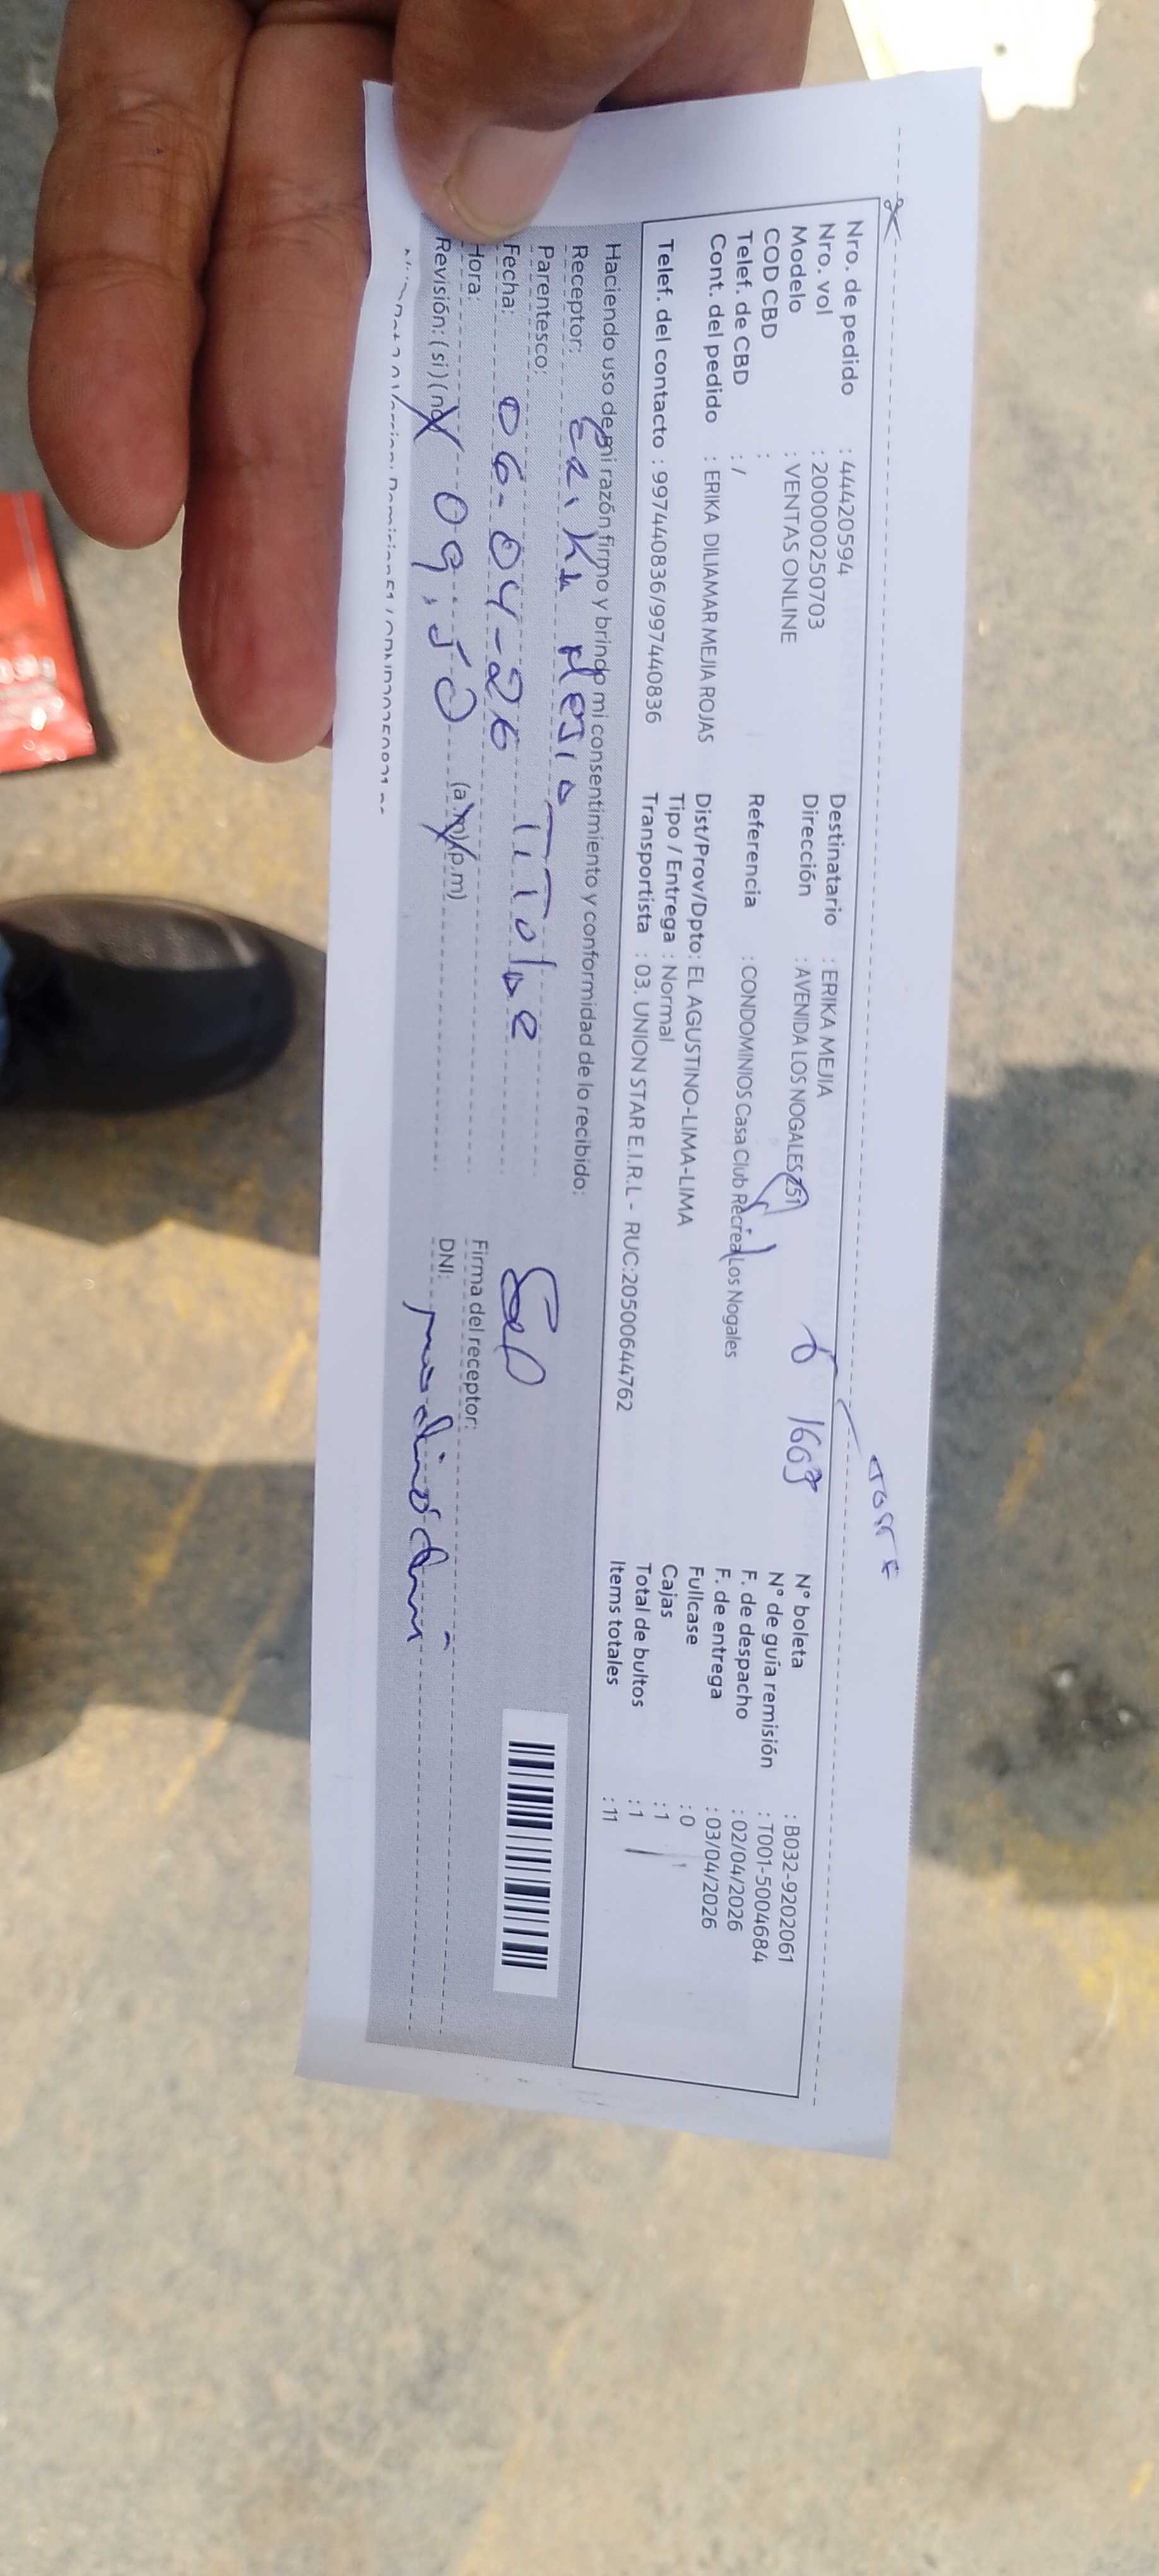 Torre
6 1669
Nro. de pedido : 44420594
Nro. vol : 2000000250703
Modelo : VENTAS ONLINE
COD CBD :
Telef. de CBD : /
Cont. del pedido : ERIKA DILIAMAR MEJIA ROJAS
Telef. del contacto : 997440836/997440836
Destinatario : ERIKA MEJIA
Dirección : AVENIDA LOS NOGALES 251
Referencia : CONDOMINIOS Casa Club Recrea Los Nogales
Dist/Prov/Dpto: EL AGUSTINO-LIMA-LIMA
Tipo / Entrega : Normal
Transportista : 03. UNION STAR E.I.R.L - RUC:20500644762
N° boleta : B032-9202061
N° de guía remisión : T001-5004684
F. de despacho : 02/04/2026
F. de entrega : 03/04/2026
Fullcase : 0
Cajas : 1
Total de bultos : 1
Items totales : 11
Haciendo uso de mi razón firmo y brindo mi consentimiento y conformidad de lo recibido:
Receptor: Erika Mejia
Parentesco: Titular
Fecha: 06-04-26
Hora: 09:50 (a.m)(p.m)
Revisión: (si) (no)
Firma del receptor:
DNI: